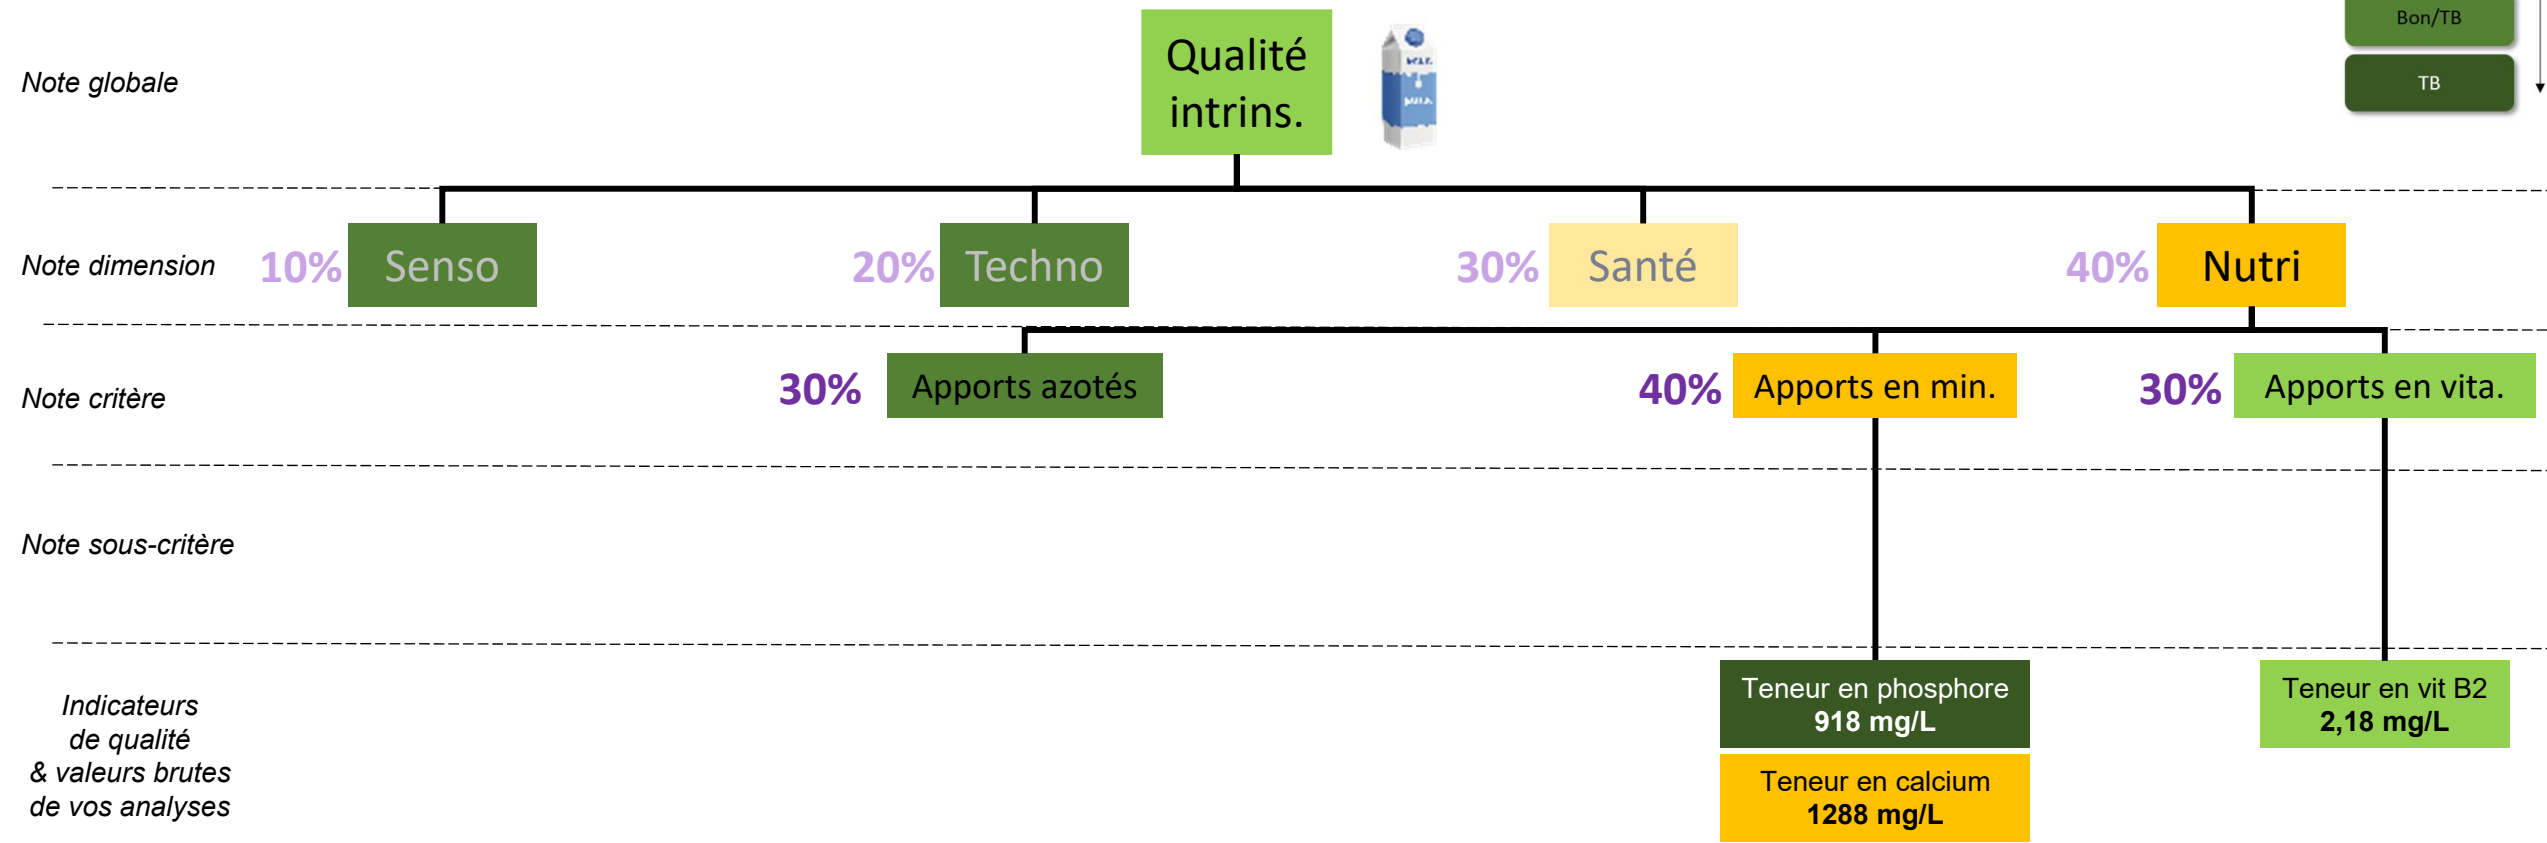 Bon/TB
TB
Note globale
Qualité
intrins.
Note dimension
10%
Senso
20%
Techno
30%
Santé
40%
Nutri
Note critère
30%
Apports azotés
40%
Apports en min.
30%
Apports en vita.
Note sous-critère
Indicateurs
de qualité
& valeurs brutes
de vos analyses
Teneur en phosphore
918 mg/L
Teneur en calcium
1288 mg/L
Teneur en vit B2
2,18 mg/L